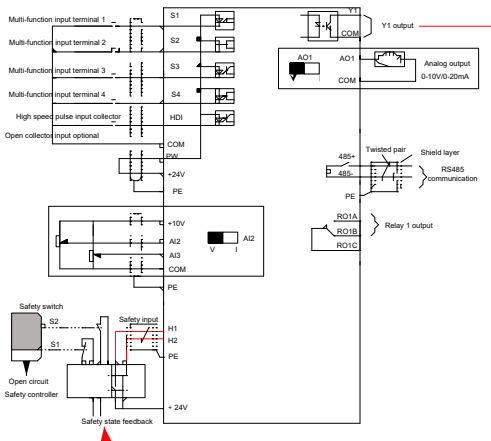 Multi-function input terminal 1
S1
Multi-function input terminal 2
S2
Multi-function input terminal 3
S3
Multi-function input terminal 4
S4
High speed pulse input collector
HDI
Open collector input optional
COM
PW
+24V
PE
Y1
COM
Y1 output
AO1
AO1
COM
Analog output
0-10V/0-20mA
Twisted pair
Shield layer
485+
485-
RS485
communication
PE
RO1A
RO1B
RO1C
Relay 1 output
+10V
AI2
AI3
COM
PE
AI2
V I
Safety switch
S2
S1
Open circuit
Safety controller
Safety input
H1
H2
PE
+ 24V
Safety state feedback